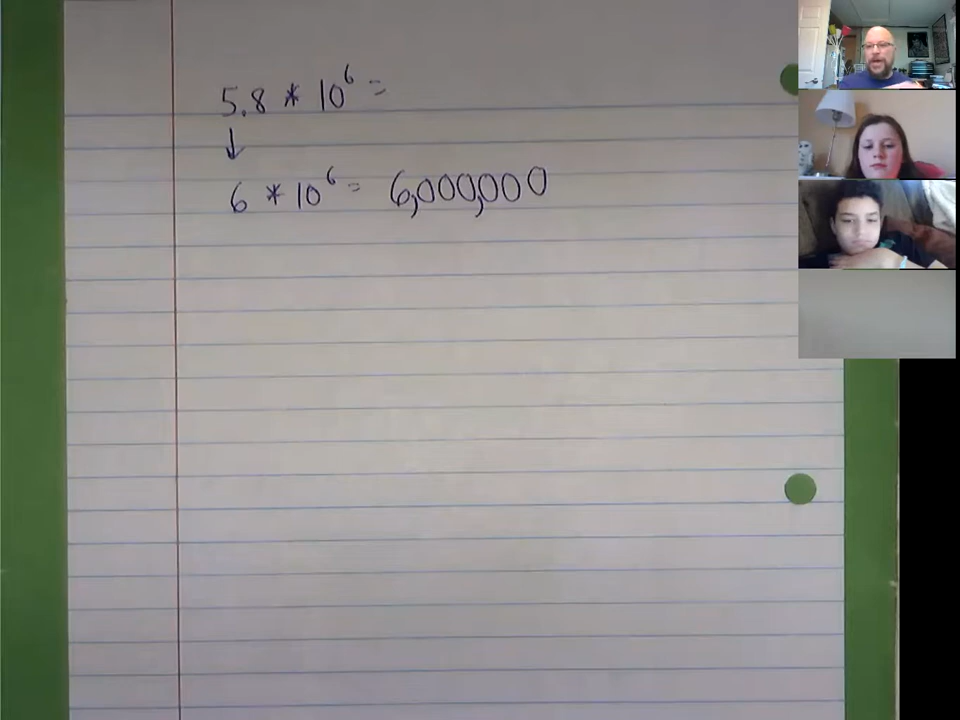 5.8 * 10⁶ =
↓
6 * 10⁶ = 6,000,000